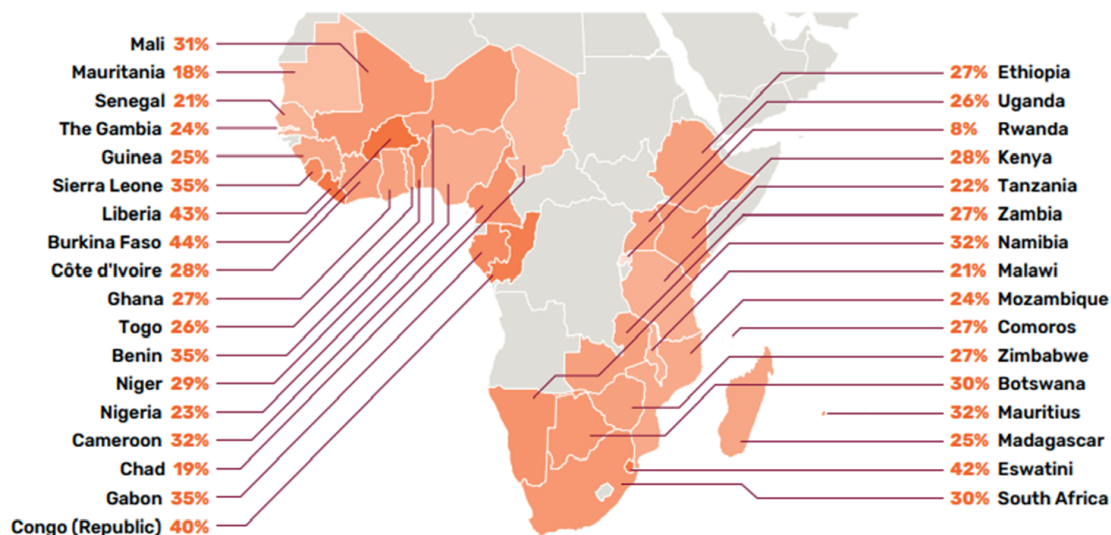 Mali 31%
Mauritania 18%
Senegal 21%
The Gambia 24%
Guinea 25%
Sierra Leone 35%
Liberia 43%
Burkina Faso 44%
Côte d'Ivoire 28%
Ghana 27%
Togo 26%
Benin 35%
Niger 29%
Nigeria 23%
Cameroon 32%
Chad 19%
Gabon 35%
Congo (Republic) 40%
27% Ethiopia
26% Uganda
8% Rwanda
28% Kenya
22% Tanzania
27% Zambia
32% Namibia
21% Malawi
24% Mozambique
27% Comoros
27% Zimbabwe
30% Botswana
32% Mauritius
25% Madagascar
42% Eswatini
30% South Africa